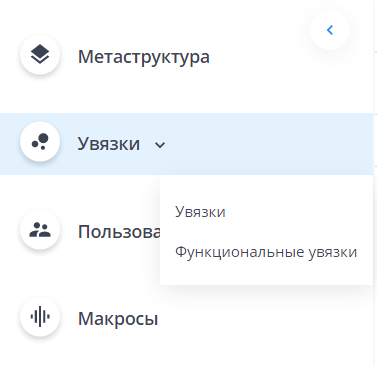 Метаструктура
Увязки
Увязки
Функциональные увязки
Пользова
Макросы